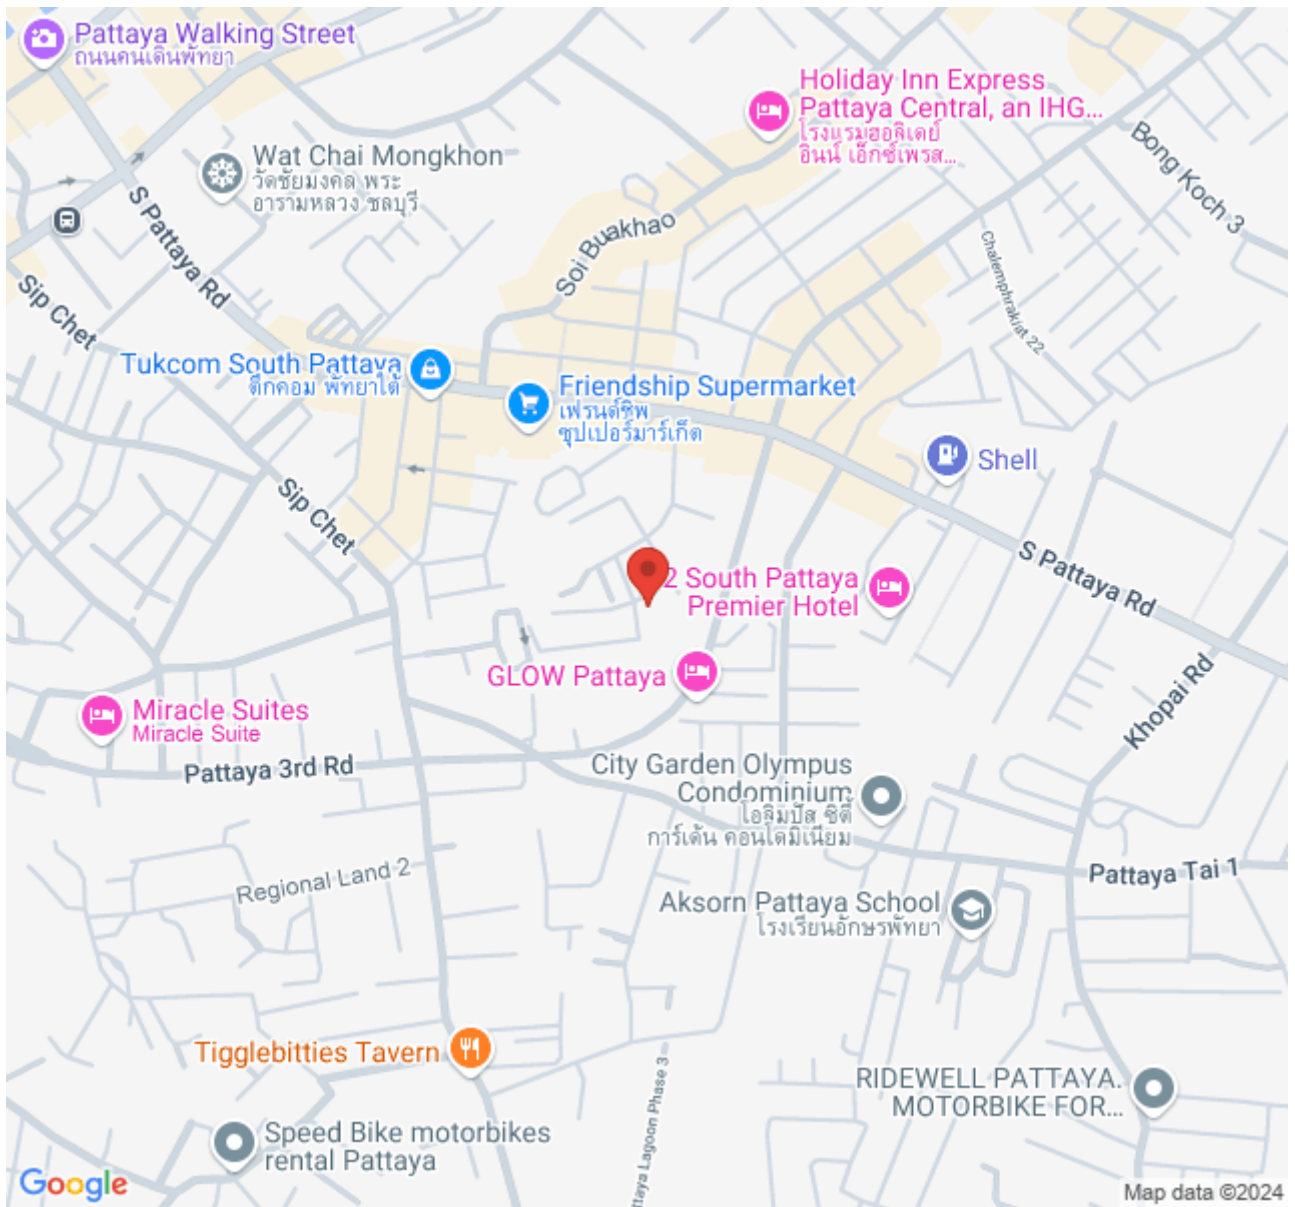 Pattaya Walking Street
ถนนคนเดินพัทยา
Holiday Inn Express
Pattaya Central, an IHG...
โรงแรมฮอลิเดย์
อินน์ เอ็กซ์เพรส...
Bong Koch 3
Wat Chai Mongkhon
วัดชัยมงคล พระ
อารามหลวง ชลบุรี
S Pattaya Rd
Soi Buakhao
Chalermphrakiat 22
Sip Chet
Tukcom South Pattaya
ตึกคอม พัทยาใต้
Friendship Supermarket
เฟรนด์ชิพ
ซุปเปอร์มาร์เก็ต
Shell
Sip Chet
S Pattaya Rd
2 South Pattaya
Premier Hotel
GLOW Pattaya
Khopai Rd
Miracle Suites
Miracle Suite
Pattaya 3rd Rd
City Garden Olympus
Condominium
โอลิมปัส ซิตี้
การ์เด้น คอนโดมิเนียม
Pattaya Tai 1
Regional Land 2
Aksorn Pattaya School
โรงเรียนอักษรพัทยา
Tigglebitties Tavern
ttaya Lagoon Phase 3
RIDEWELL PATTAYA.
MOTORBIKE FOR...
Speed Bike motorbikes
rental Pattaya
Google
Map data ©2024